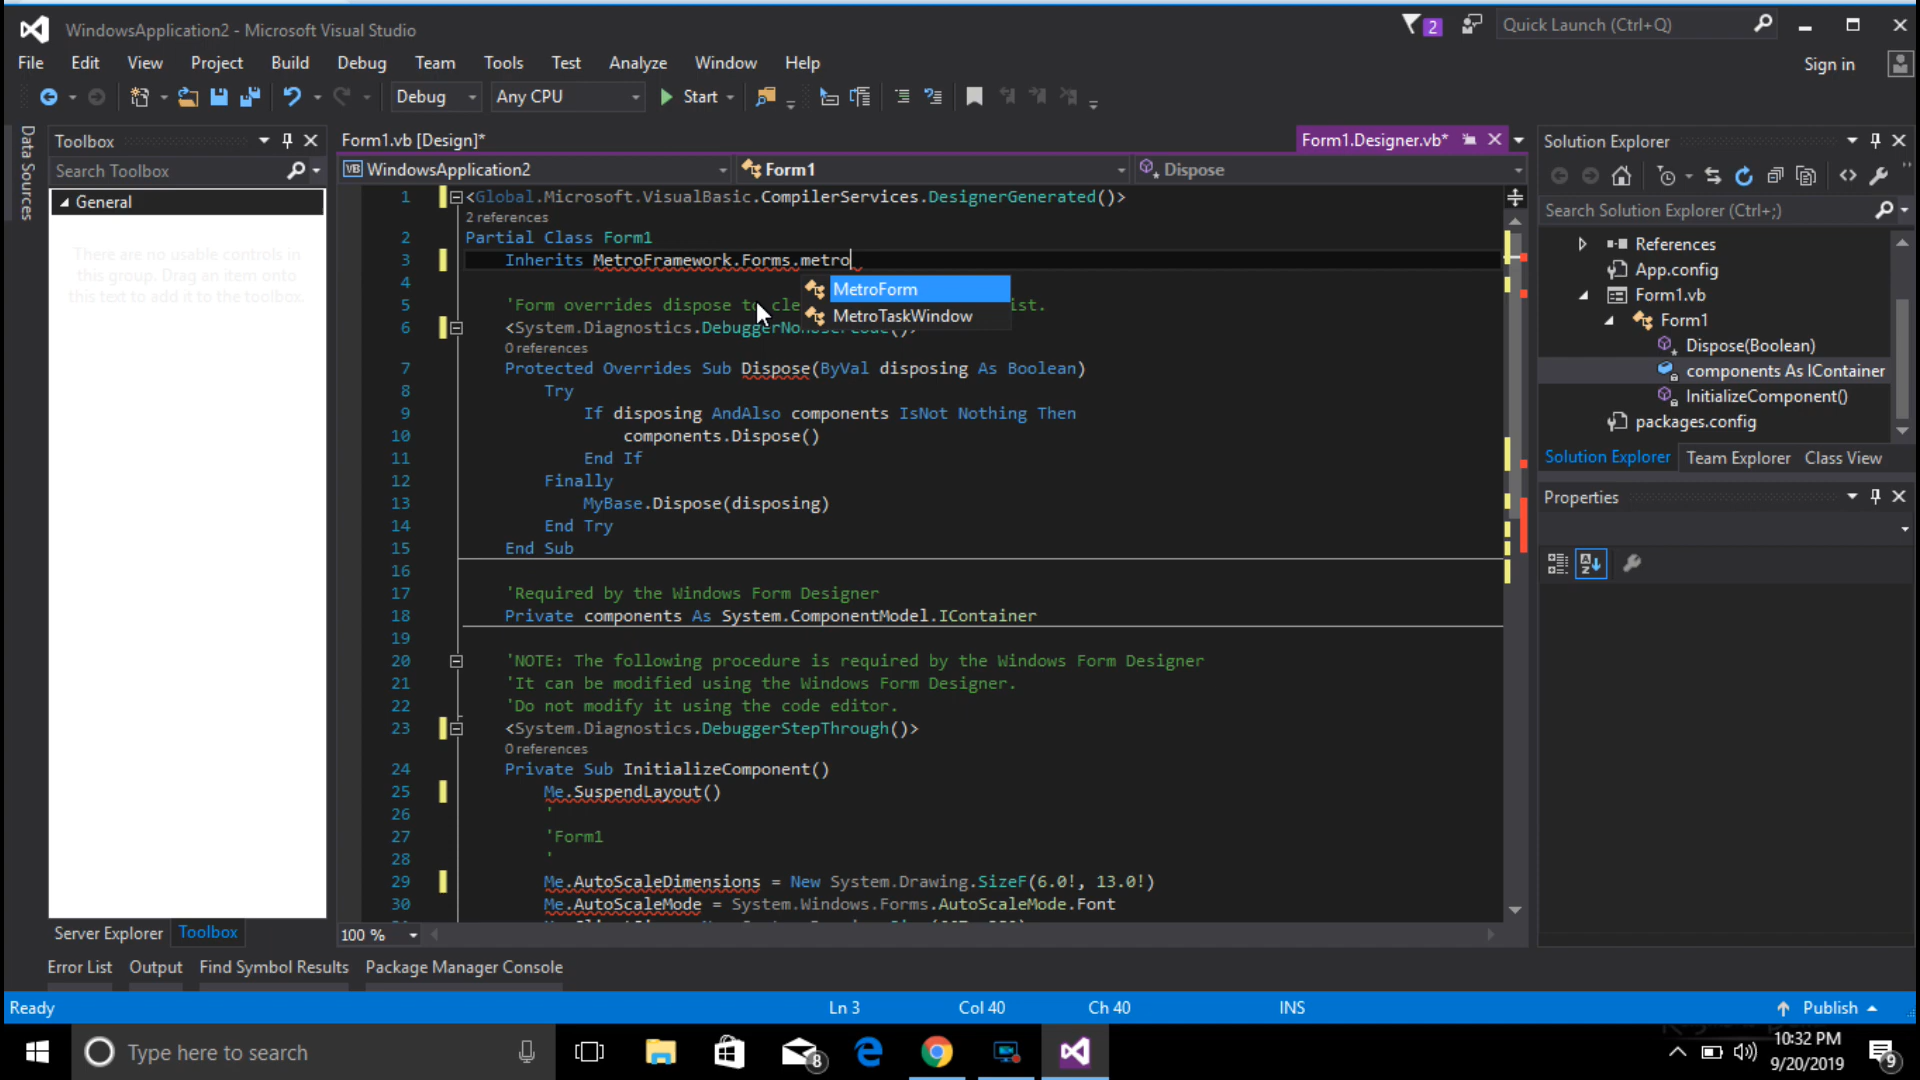 WindowsApplication2 - Microsoft Visual Studio
2
Quick Launch (Ctrl+Q)
File Edit View Project Build Debug Team Tools Test Analyze Window Help
Sign in
Debug Any CPU Start
Data Sources
Toolbox
Search Toolbox
General
There are no usable controls in
this group. Drag an item onto
this text to add it to the toolbox.
Server Explorer Toolbox
Form1.vb [Design]*
Form1.Designer.vb*
VB WindowsApplication2
Form1
Dispose
1 <Global.Microsoft.VisualBasic.CompilerServices.DesignerGenerated()>
2 references
2 Partial Class Form1
3 Inherits MetroFramework.Forms.metro
MetroForm
MetroTaskWindow
4
5 'Form overrides dispose to cle ist.
6 <System.Diagnostics.DebuggerNonUserCode()>
0 references
7 Protected Overrides Sub Dispose(ByVal disposing As Boolean)
8 Try
9 If disposing AndAlso components IsNot Nothing Then
10 components.Dispose()
11 End If
12 Finally
13 MyBase.Dispose(disposing)
14 End Try
15 End Sub
16
17 'Required by the Windows Form Designer
18 Private components As System.ComponentModel.IContainer
19
20 'NOTE: The following procedure is required by the Windows Form Designer
21 'It can be modified using the Windows Form Designer.
22 'Do not modify it using the code editor.
23 <System.Diagnostics.DebuggerStepThrough()>
0 references
24 Private Sub InitializeComponent()
25 Me.SuspendLayout()
26 '
27 'Form1
28 '
29 Me.AutoScaleDimensions = New System.Drawing.SizeF(6.0!, 13.0!)
30 Me.AutoScaleMode = System.Windows.Forms.AutoScaleMode.Font
100 %
Solution Explorer
Search Solution Explorer (Ctrl+;)
References
App.config
Form1.vb
Form1
Dispose(Boolean)
components As IContainer
InitializeComponent()
packages.config
Solution Explorer Team Explorer Class View
Properties
Error List Output Find Symbol Results Package Manager Console
Ready Ln 3 Col 40 Ch 40 INS Publish
Type here to search
8
10:32 PM
9/20/2019
9